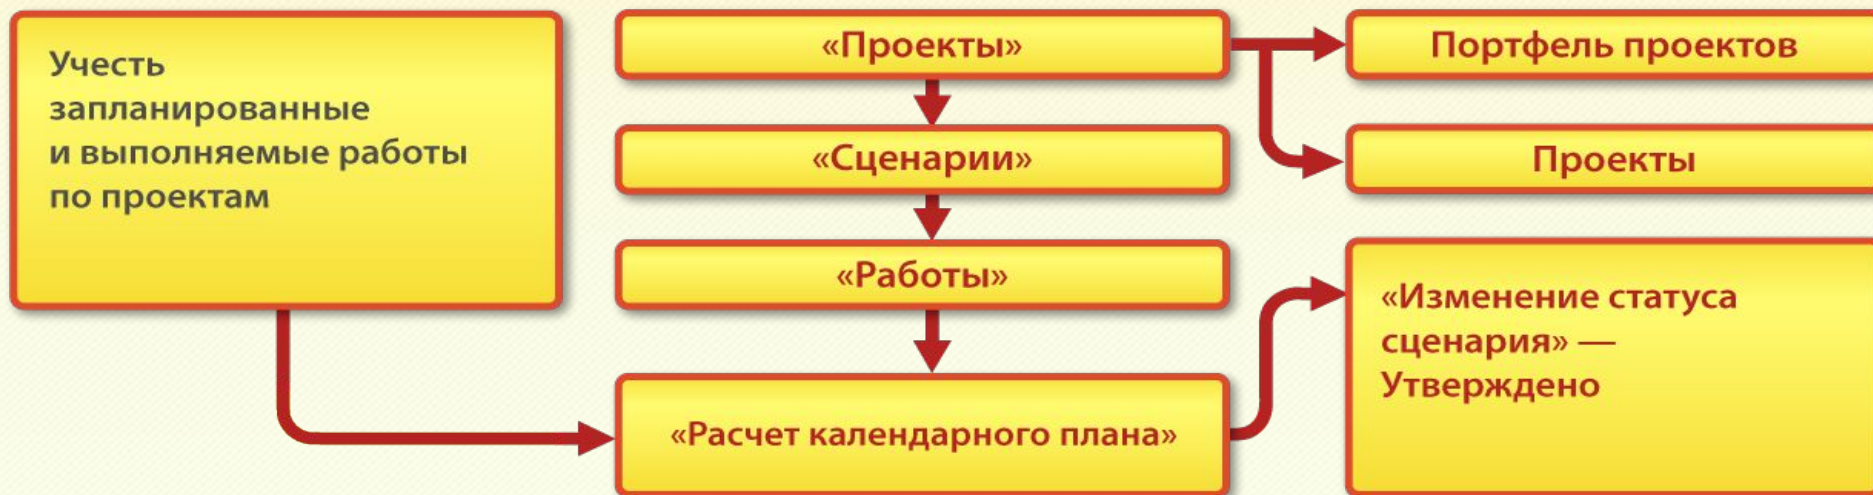 Учесть
запланированные
и выполняемые работы
по проектам
«Проекты»
«Сценарии»
«Работы»
«Расчет календарного плана»
Портфель проектов
Проекты
«Изменение статуса
сценария» —
Утверждено